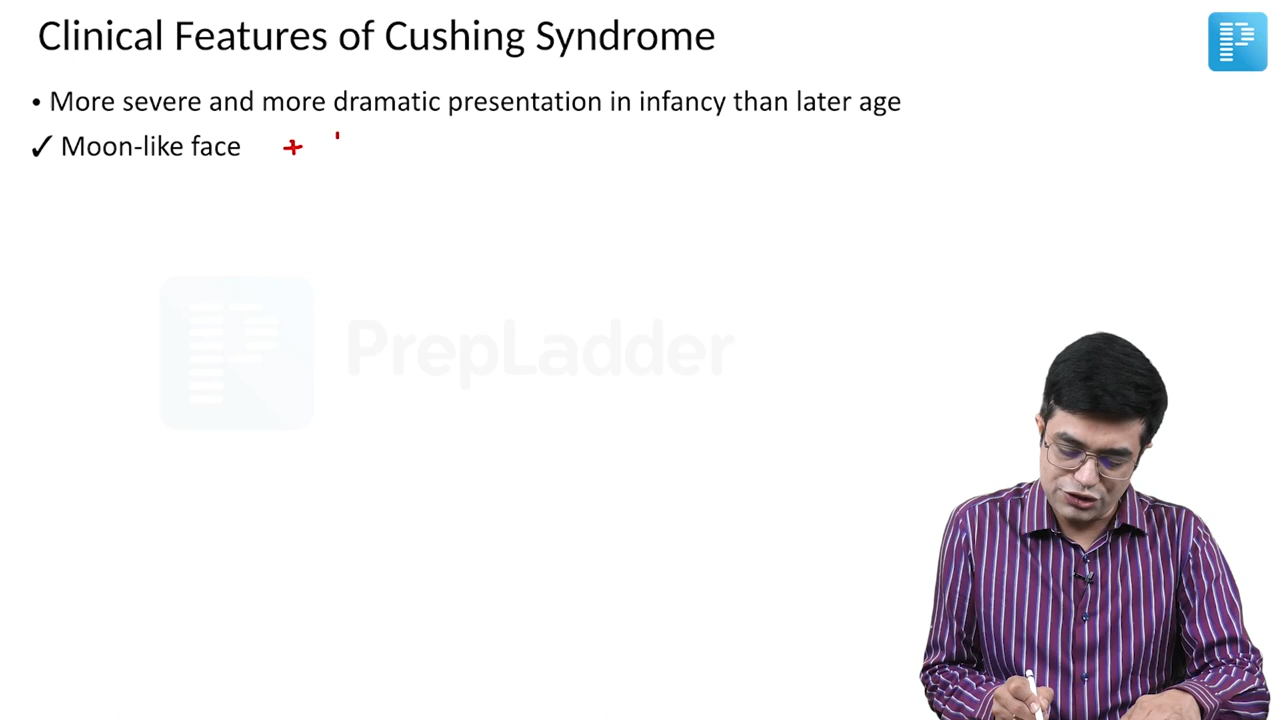 Clinical Features of Cushing Syndrome
• More severe and more dramatic presentation in infancy than later age
✓ Moon-like face +
PrepLadder